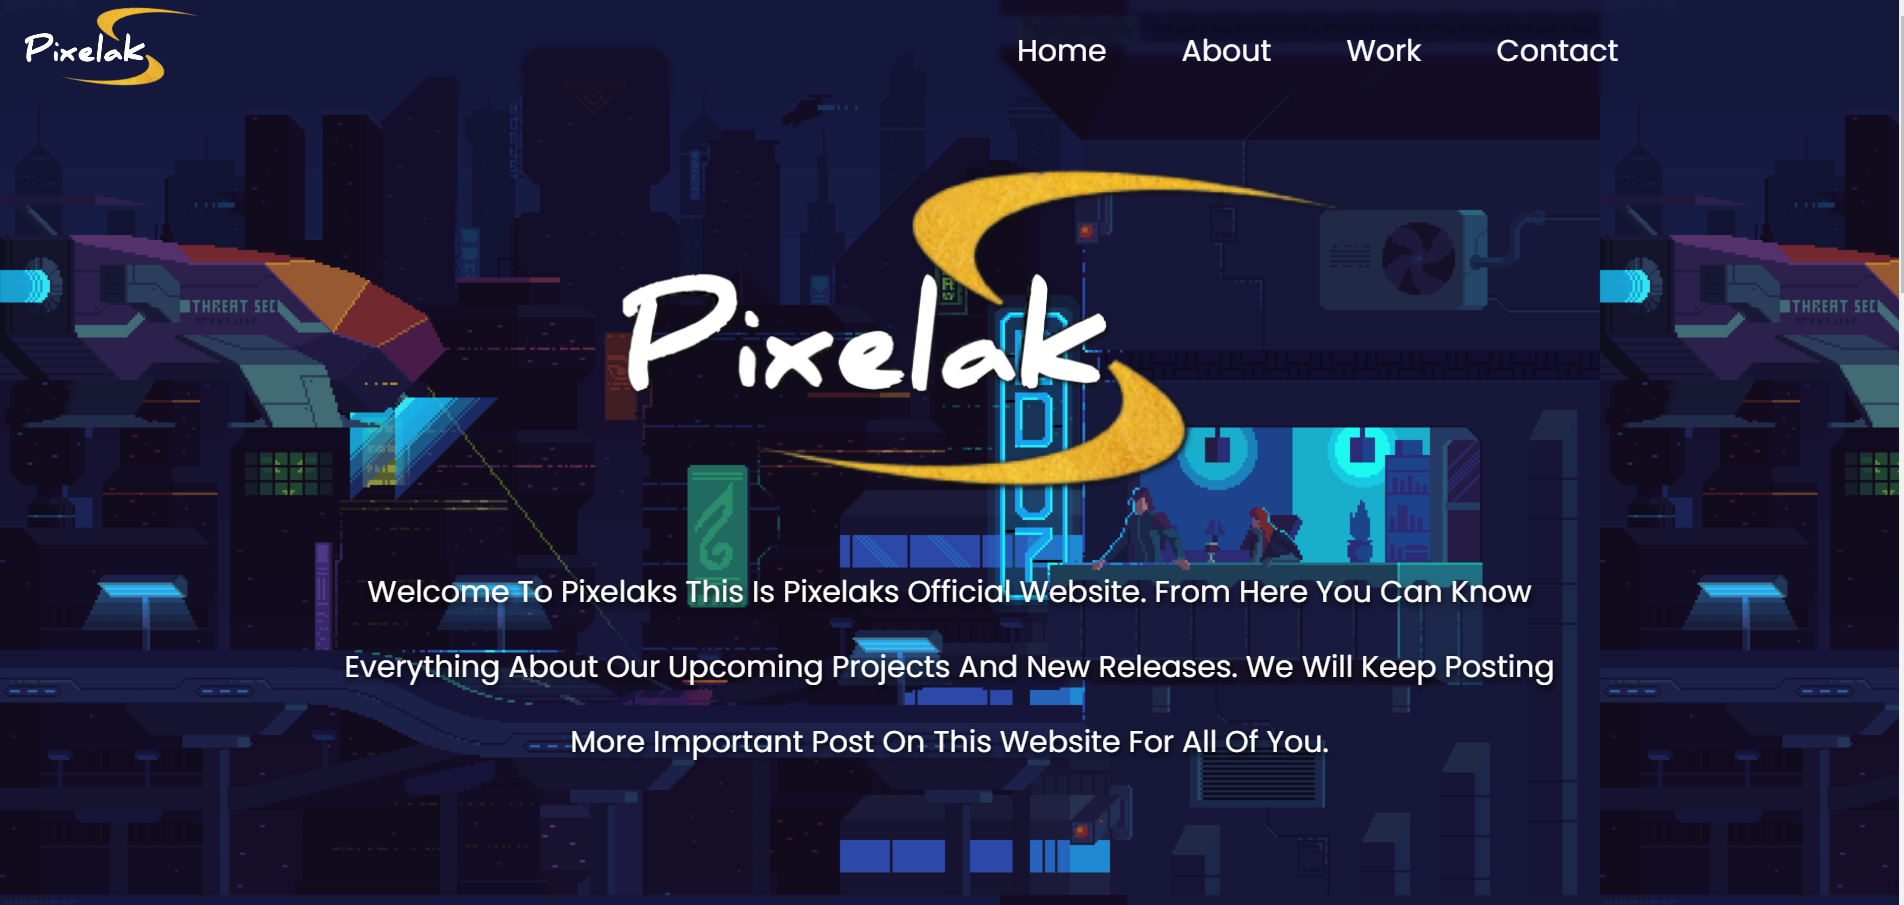 Pixelak
Home About Work Contact
THREAT SEC
THREAT SEC
Pixelak
Welcome To Pixelaks This Is Pixelaks Official Website. From Here You Can Know
Everything About Our Upcoming Projects And New Releases. We Will Keep Posting
More Important Post On This Website For All Of You.